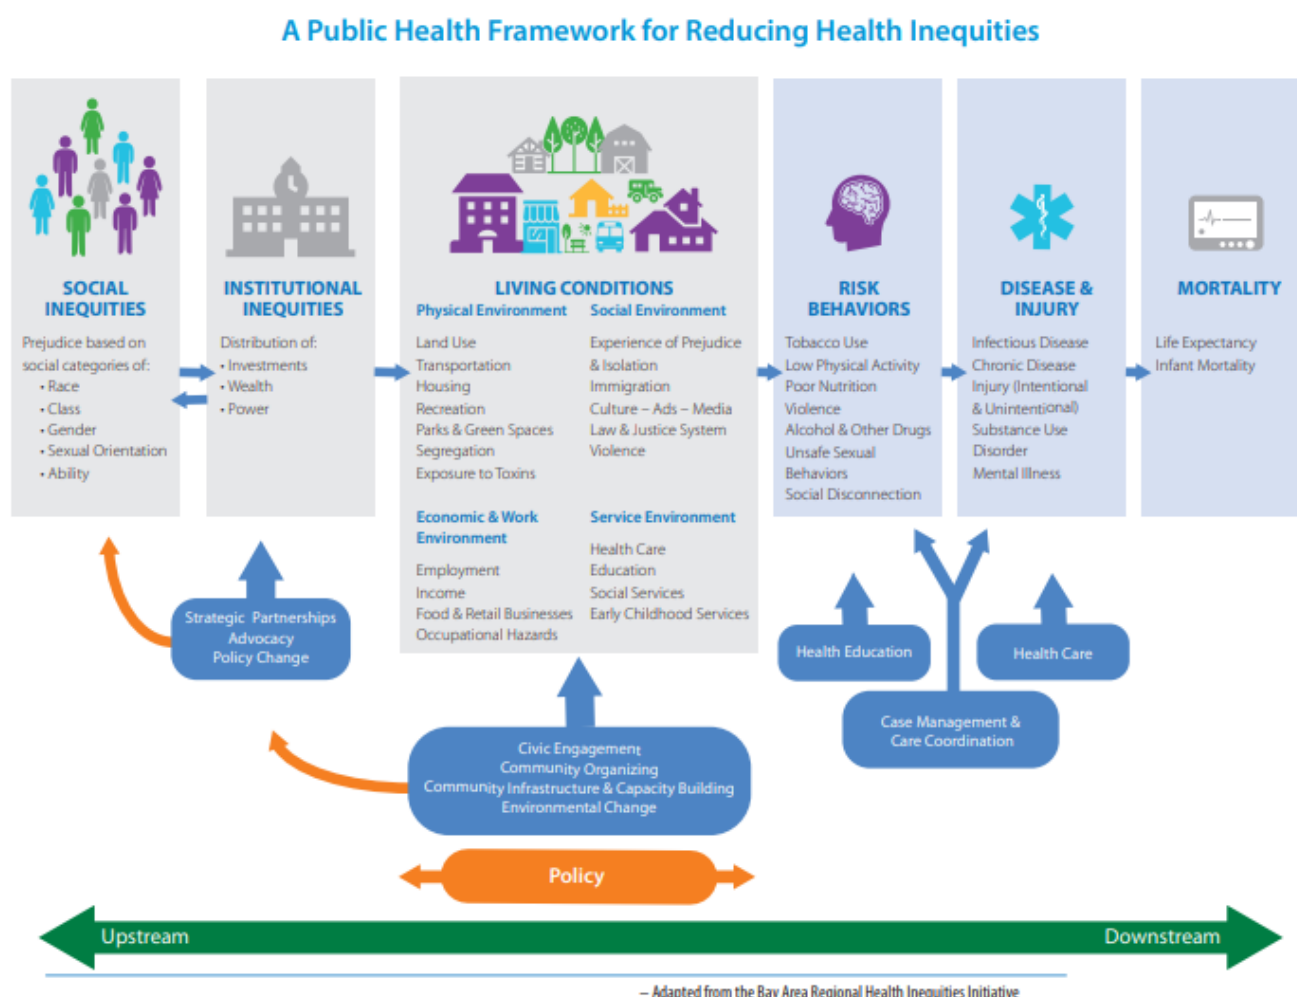 A Public Health Framework for Reducing Health Inequities
SOCIAL
INEQUITIES
Prejudice based on
social categories of:
• Race
• Class
• Gender
• Sexual Orientation
• Ability
INSTITUTIONAL
INEQUITIES
Distribution of:
• Investments
• Wealth
• Power
LIVING CONDITIONS
Physical Environment
Land Use
Transportation
Housing
Recreation
Parks & Green Spaces
Segregation
Exposure to Toxins
Social Environment
Experience of Prejudice
& Isolation
Immigration
Culture – Ads – Media
Law & Justice System
Violence
Economic & Work
Environment
Employment
Income
Food & Retail Businesses
Occupational Hazards
Service Environment
Health Care
Education
Social Services
Early Childhood Services
RISK
BEHAVIORS
Tobacco Use
Low Physical Activity
Poor Nutrition
Violence
Alcohol & Other Drugs
Unsafe Sexual
Behaviors
Social Disconnection
DISEASE &
INJURY
Infectious Disease
Chronic Disease
Injury (Intentional
& Unintentional)
Substance Use
Disorder
Mental Illness
MORTALITY
Life Expectancy
Infant Mortality
Strategic Partnerships
Advocacy
Policy Change
Health Education
Health Care
Case Management &
Care Coordination
Civic Engagement
Community Organizing
Community Infrastructure & Capacity Building
Environmental Change
Policy
Upstream
Downstream
– Adapted from the Bay Area Regional Health Inequities Initiative